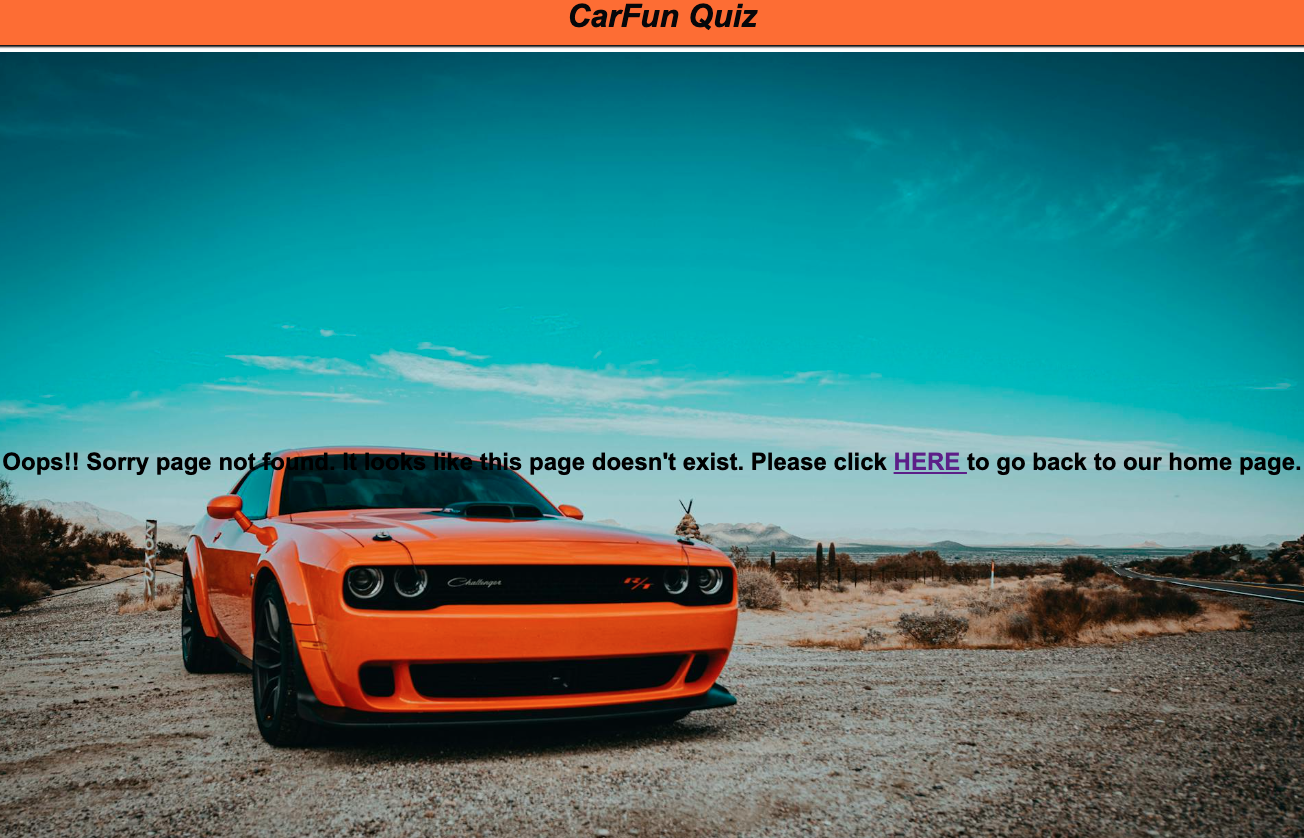 CarFun Quiz
Oops!! Sorry page not found. It looks like this page doesn't exist. Please click HERE to go back to our home page.
Challenger
R/T